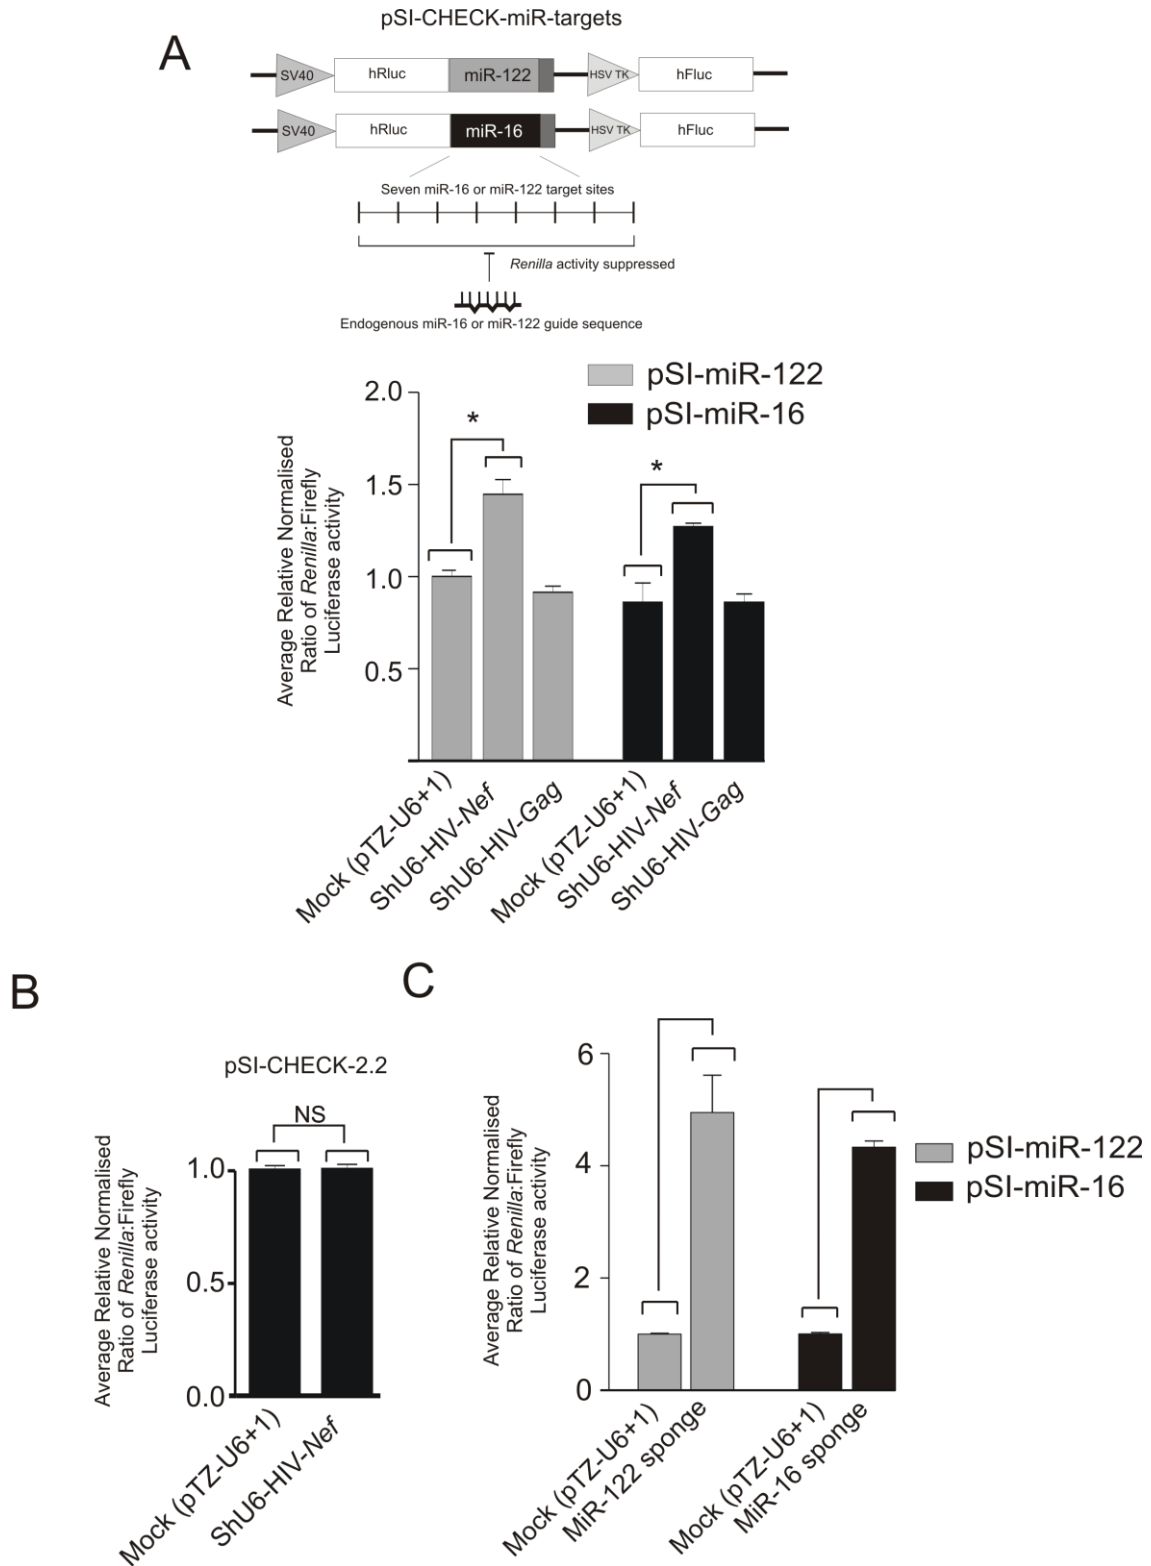 pSI-CHECK-miR-targets
A
SV40 hRluc miR-122 HSV TK hFluc
SV40 hRluc miR-16 HSV TK hFluc
Seven miR-16 or miR-122 target sites
Renilla activity suppressed
Endogenous miR-16 or miR-122 guide sequence
pSI-miR-122
pSI-miR-16
Average Relative Normalised
Ratio of Renilla:Firefly
Luciferase activity
2.0
1.5
1.0
0.5
*
*
Mock (pTZ-U6+1)
ShU6-HIV-Nef
ShU6-HIV-Gag
Mock (pTZ-U6+1)
ShU6-HIV-Nef
ShU6-HIV-Gag
B
pSI-CHECK-2.2
NS
Average Relative Normalised
Ratio of Renilla:Firefly
Luciferase activity
1.0
0.5
0.0
Mock (pTZ-U6+1)
ShU6-HIV-Nef
C
Average Relative Normalised
Ratio of Renilla:Firefly
Luciferase activity
6
4
2
0
pSI-miR-122
pSI-miR-16
Mock (pTZ-U6+1)
MiR-122 sponge
Mock (pTZ-U6+1)
MiR-16 sponge